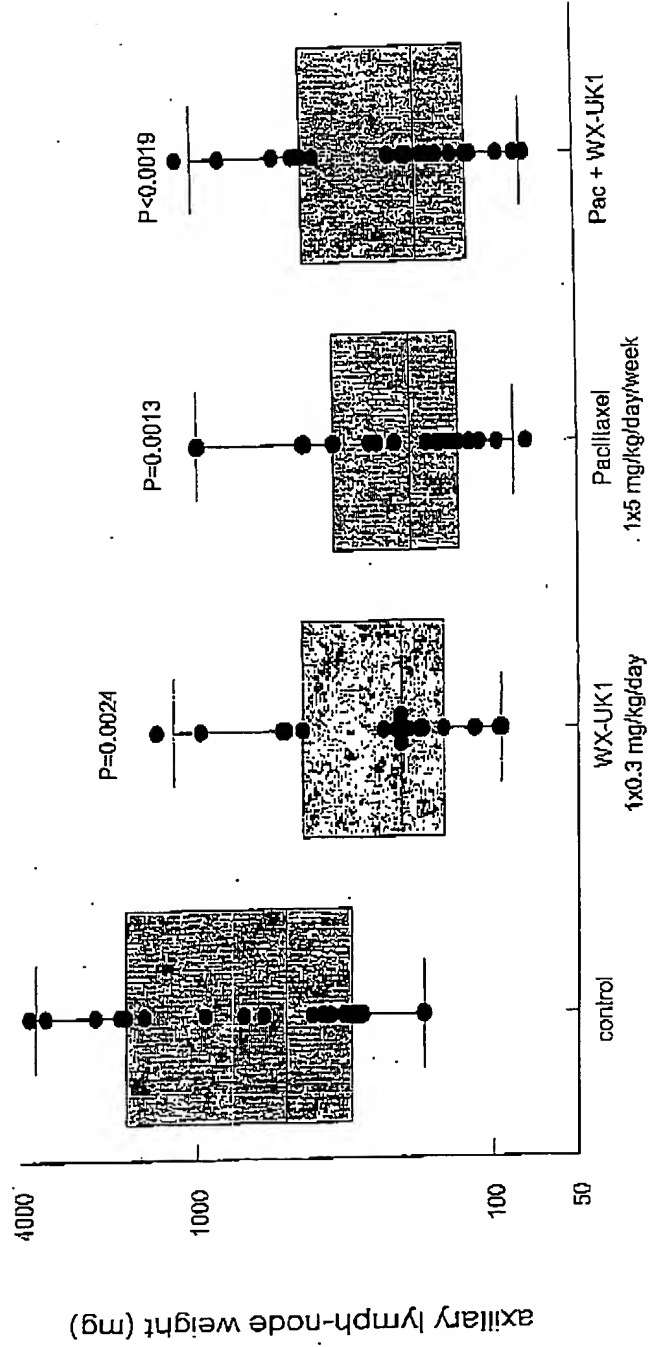 axillary lymph-node weight (mg)
4000
1000
100
50
P=0.0024
P=0.0013
P<0.0019
control
WX-UK1
1x0.3 mg/kg/day
Paclitaxel
1x5 mg/kg/day/week
Pac + WX-UK1